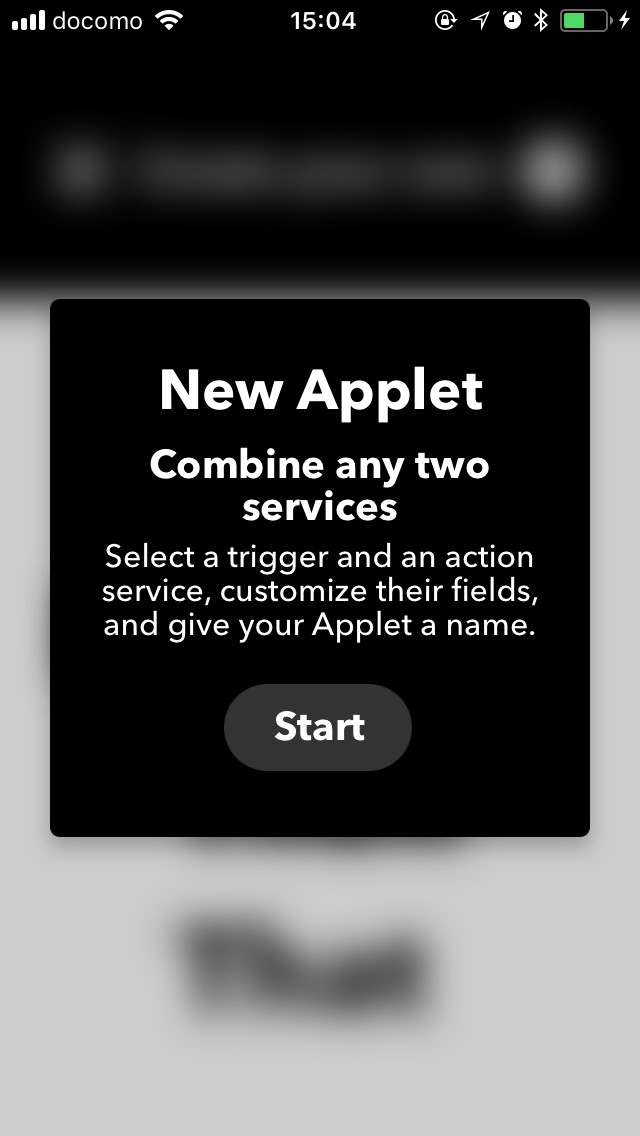 docomo 15:04
New Applet
Combine any two
services
Select a trigger and an action
service, customize their fields,
and give your Applet a name.
Start
That